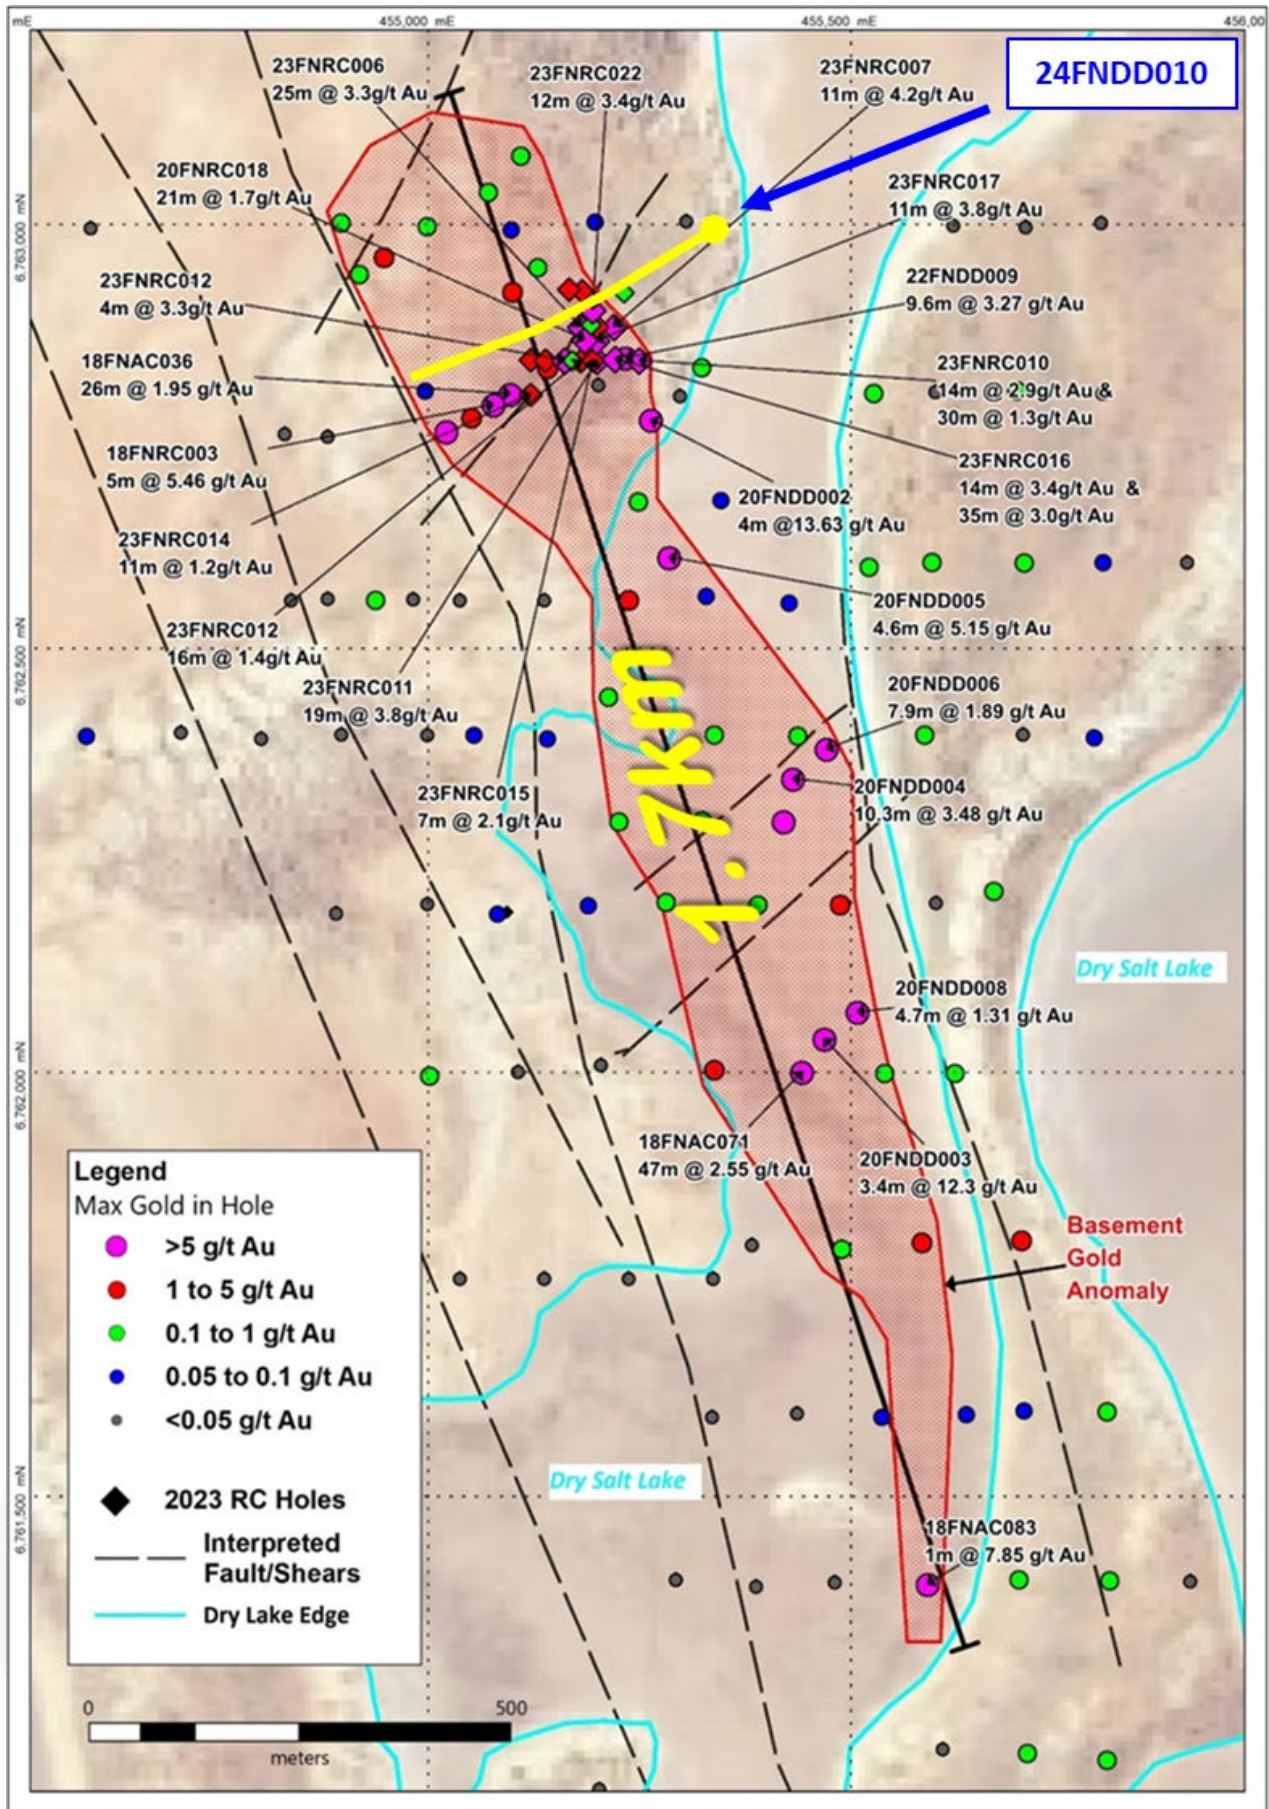 mE
455,000 mE
455,500 mE
456,00
24FNDD010
23FNRC006
25m @ 3.3g/t Au
23FNRC022
12m @ 3.4g/t Au
23FNRC007
11m @ 4.2g/t Au
20FNRC018
21m @ 1.7g/t Au
23FNRC017
11m @ 3.8g/t Au
6,763,000 mN
23FNRC012
4m @ 3.3g/t Au
22FNDD009
9.6m @ 3.27 g/t Au
18FNAC036
26m @ 1.95 g/t Au
23FNRC010
14m @ 2.9g/t Au &
30m @ 1.3g/t Au
18FNRC003
5m @ 5.46 g/t Au
23FNRC016
14m @ 3.4g/t Au &
35m @ 3.0g/t Au
20FNDD002
4m @13.63 g/t Au
23FNRC014
11m @ 1.2g/t Au
20FNDD005
4.6m @ 5.15 g/t Au
23FNRC012
16m @ 1.4g/t Au
6,762,500 mN
23FNRC011
19m @ 3.8g/t Au
20FNDD006
7.9m @ 1.89 g/t Au
1.7km
23FNRC015
7m @ 2.1g/t Au
20FNDD004
10.3m @ 3.48 g/t Au
Dry Salt Lake
20FNDD008
4.7m @ 1.31 g/t Au
6,762,000 mN
18FNAC071
47m @ 2.55 g/t Au
20FNDD003
3.4m @ 12.3 g/t Au
Basement
Gold
Anomaly
Legend
Max Gold in Hole
>5 g/t Au
1 to 5 g/t Au
0.1 to 1 g/t Au
0.05 to 0.1 g/t Au
<0.05 g/t Au
2023 RC Holes
Interpreted
Fault/Shears
Dry Lake Edge
Dry Salt Lake
6,761,500 mN
18FNAC083
1m @ 7.85 g/t Au
0
500
meters